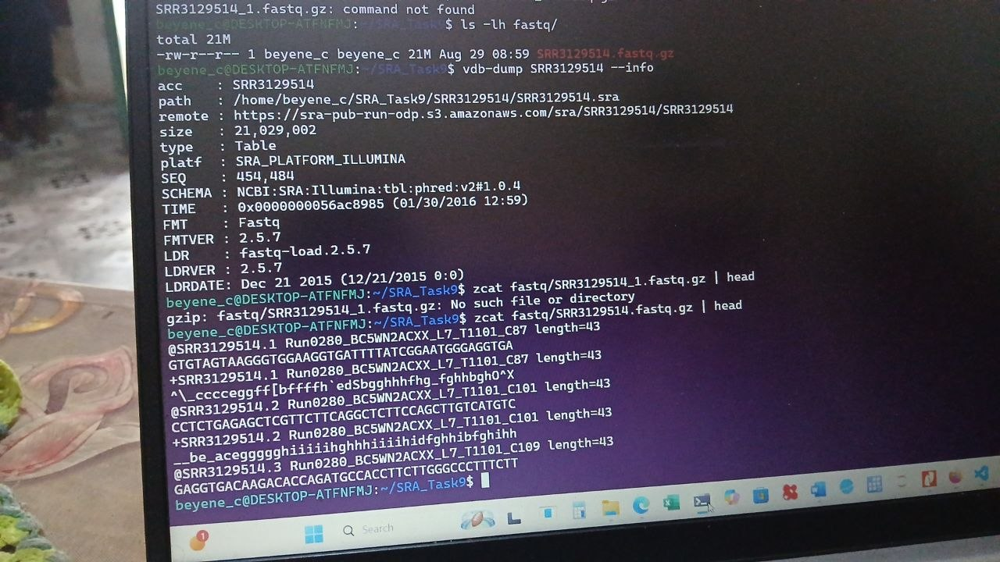 SRR3129514_1.fastq.gz: command not found
beyene_c@DESKTOP-ATFNFMJ:~/SRA_Task9$ ls -lh fastq/
total 21M
-rw-r--r-- 1 beyene_c beyene_c 21M Aug 29 08:59 SRR3129514.fastq.gz
beyene_c@DESKTOP-ATFNFMJ:~/SRA_Task9$ vdb-dump SRR3129514 --info
acc    : SRR3129514
path   : /home/beyene_c/SRA_Task9/SRR3129514/SRR3129514.sra
remote : https://sra-pub-run-odp.s3.amazonaws.com/sra/SRR3129514/SRR3129514
size   : 21,029,002
type   : Table
platf  : SRA_PLATFORM_ILLUMINA
SEQ    : 454,484
SCHEMA : NCBI:SRA:Illumina:tbl:phred:v2#1.0.4
TIME   : 0x0000000056ac8985 (01/30/2016 12:59)
FMT    : Fastq
FMTVER : 2.5.7
LDR    : fastq-load.2.5.7
LDRVER : 2.5.7
LDRDATE: Dec 21 2015 (12/21/2015 0:0)
beyene_c@DESKTOP-ATFNFMJ:~/SRA_Task9$ zcat fastq/SRR3129514_1.fastq.gz | head
gzip: fastq/SRR3129514_1.fastq.gz: No such file or directory
beyene_c@DESKTOP-ATFNFMJ:~/SRA_Task9$ zcat fastq/SRR3129514.fastq.gz | head
@SRR3129514.1 Run0280_BC5WN2ACXX_L7_T1101_C87 length=43
GTGTAGTAAGGGTGGAAGGTGATTTTATCGGAATGGGAGGTGA
+SRR3129514.1 Run0280_BC5WN2ACXX_L7_T1101_C87 length=43
^\_cccceggff[bffffh`edSbgghhhfhg_fghhbghO^X
@SRR3129514.2 Run0280_BC5WN2ACXX_L7_T1101_C101 length=43
CCTCTGAGAGCTCGTTCTTCAGGCTCTTCCAGCTTGTCATGTC
+SRR3129514.2 Run0280_BC5WN2ACXX_L7_T1101_C101 length=43
__be_aceggggghiiiiihghhhiiiihidfghhibfghihh
@SRR3129514.3 Run0280_BC5WN2ACXX_L7_T1101_C109 length=43
GAGGTGACAAGACACCAGATGCCACCTTCTTGGGCCCTTTCTT
beyene_c@DESKTOP-ATFNFMJ:~/SRA_Task9$
1
Search